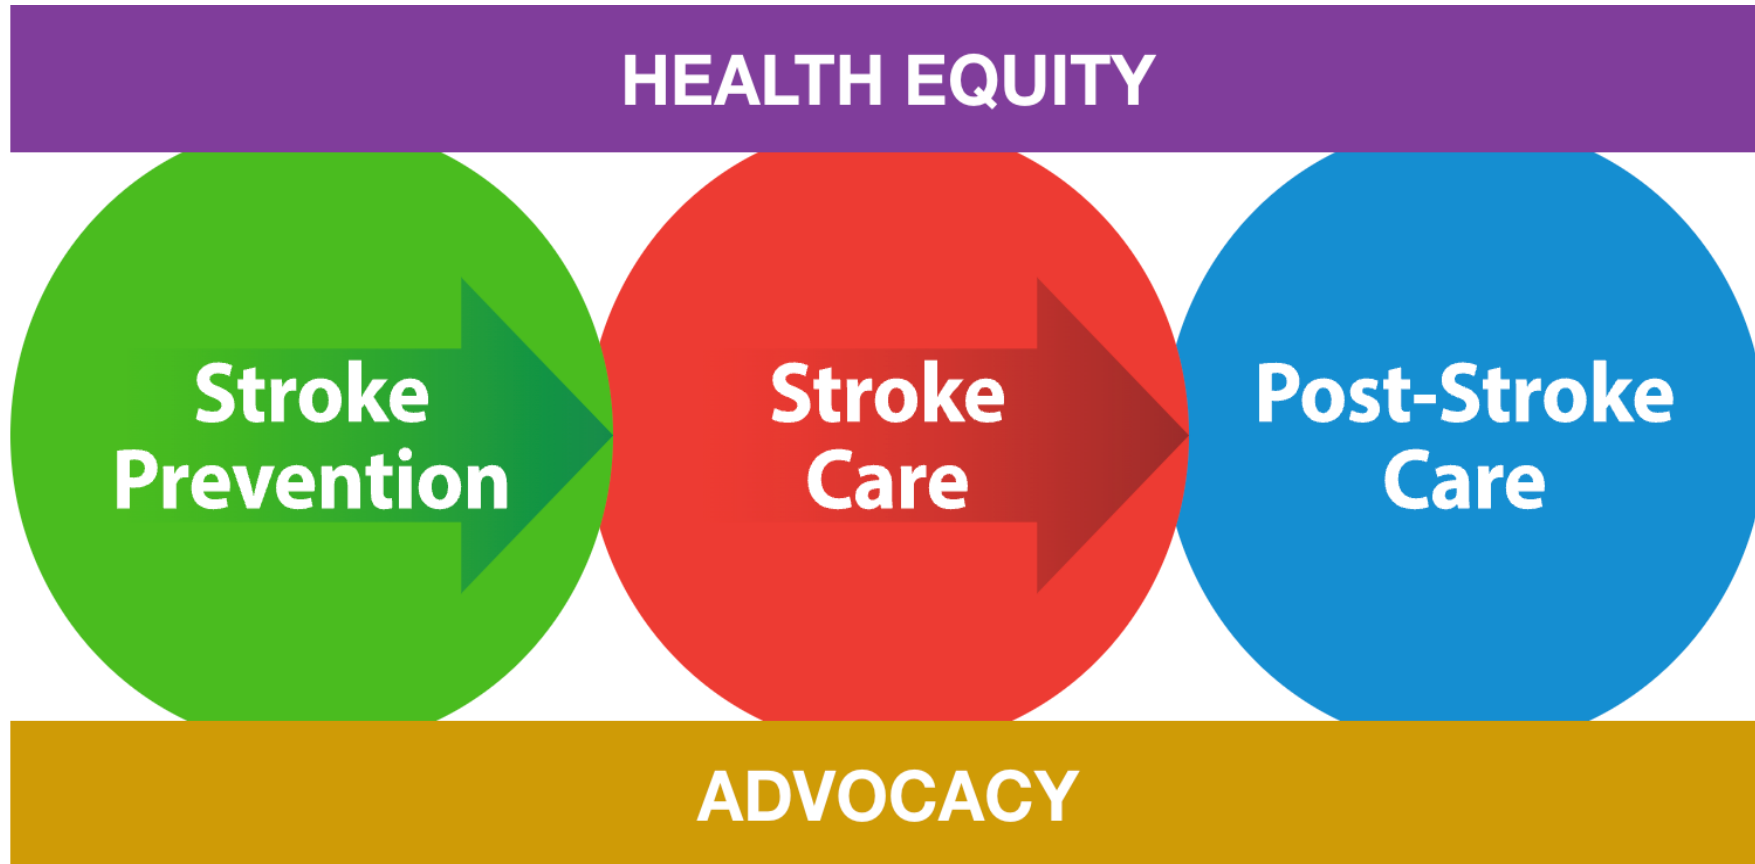 HEALTH EQUITY
Stroke
Prevention
Stroke
Care
Post-Stroke
Care
ADVOCACY